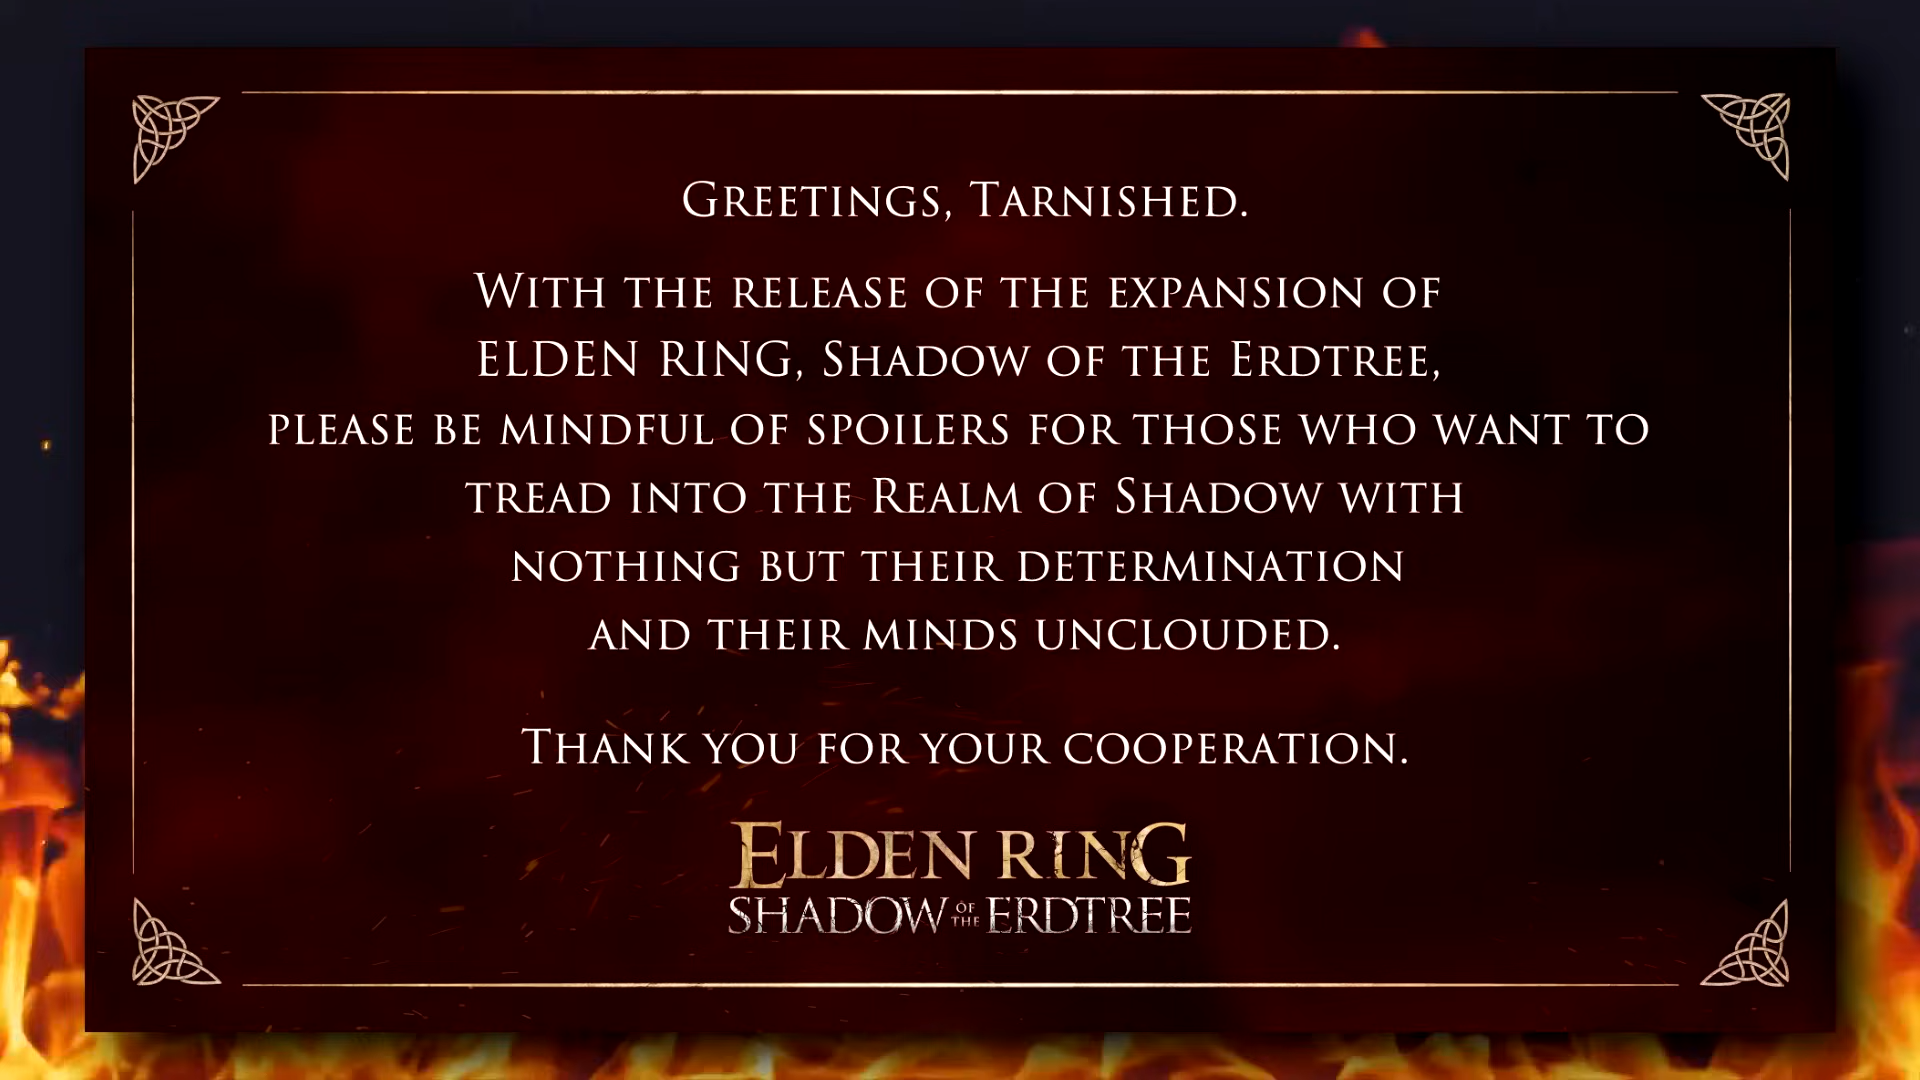 Greetings, Tarnished.
With the release of the expansion of
ELDEN RING, Shadow of the Erdtree,
please be mindful of spoilers for those who want to
tread into the Realm of Shadow with
nothing but their determination
and their minds unclouded.
Thank you for your cooperation.
ELDEN RING
SHADOW OF THE ERDTREE